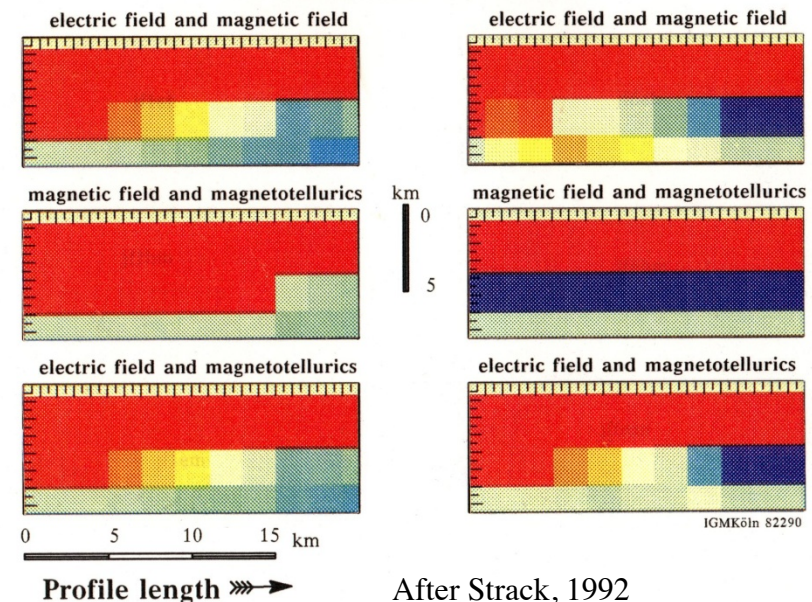 electric field and magnetic field
electric field and magnetic field
magnetic field and magnetotellurics
km
0
5
magnetic field and magnetotellurics
electric field and magnetotellurics
electric field and magnetotellurics
IGMKöln 82290
0 5 10 15 km
Profile length
After Strack, 1992